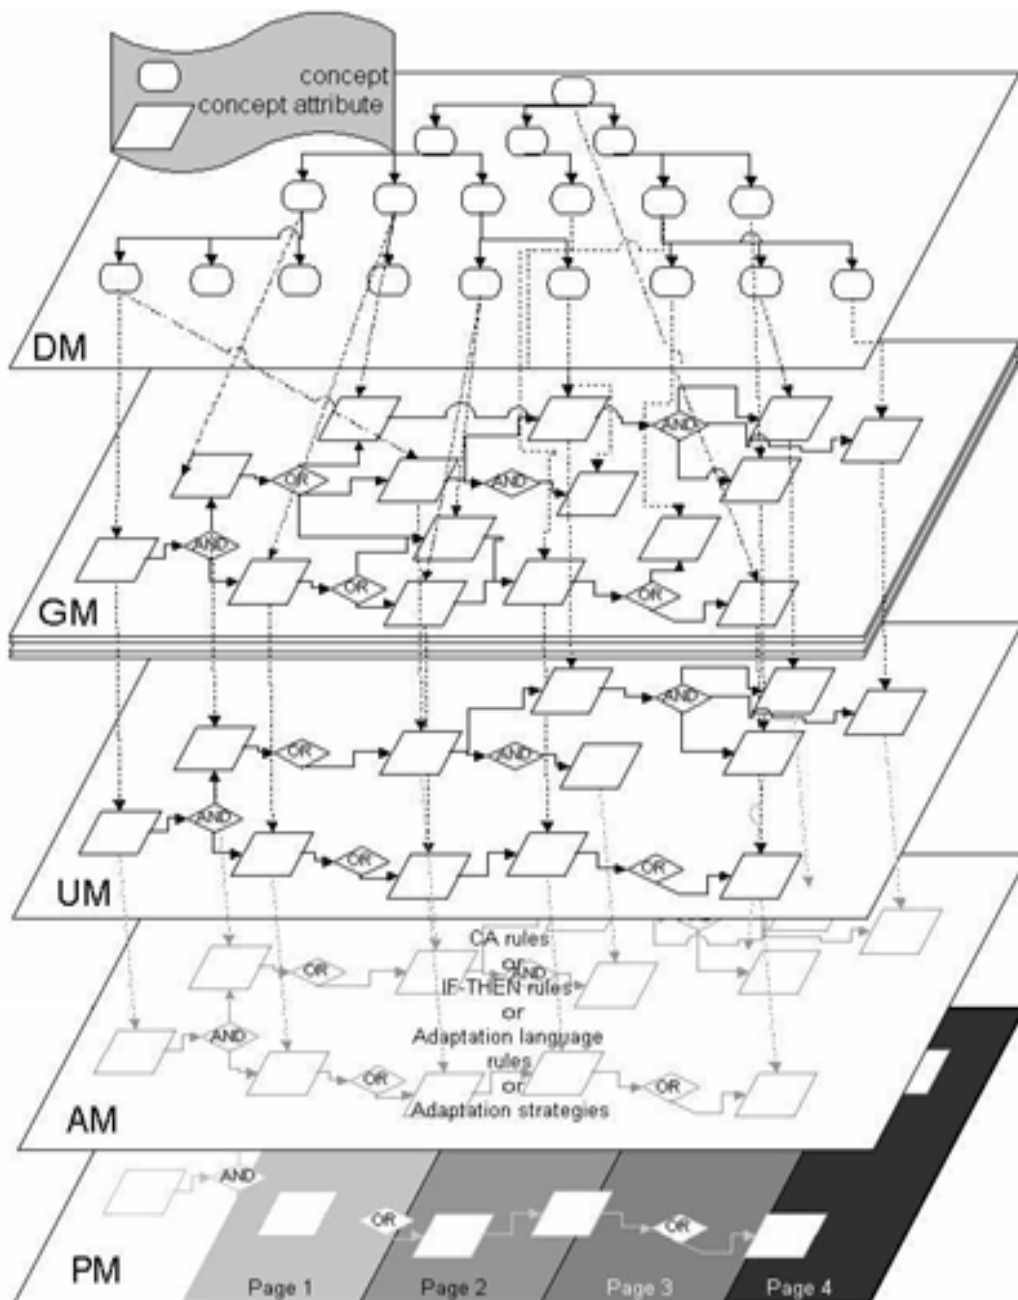 concept
concept attribute
DM
AND
OR
AND
AND
OR
OR
GM
AND
OR
AND
AND
OR
OR
UM
CA rules
OR
or
AND
IF-THEN rules
or
AND
Adaptation language
rules
OR
or
OR
Adaptation strategies
AM
AND
OR
OR
PM
Page 1
Page 2
Page 3
Page 4